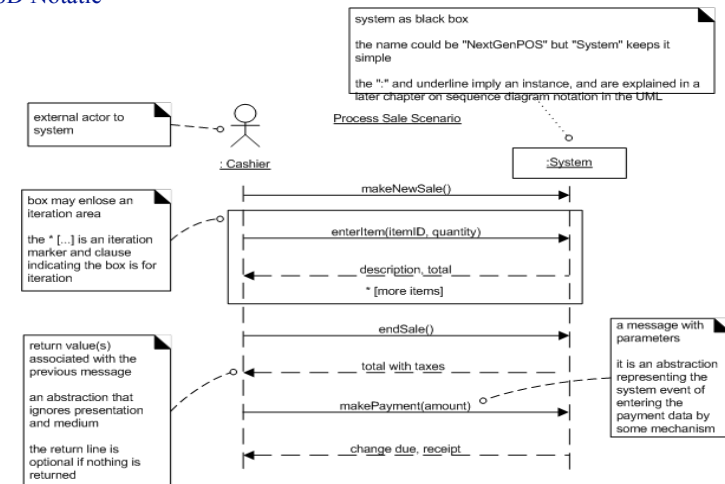 system as black box
the name could be "NextGenPOS" but "System" keeps it
simple
the ":" and underline imply an instance, and are explained in a
later chapter on sequence diagram notation in the UML
external actor to
system
Process Sale Scenario
: Cashier
:System
makeNewSale()
box may enlose an
iteration area
the * [...] is an iteration
marker and clause
indicating the box is for
iteration
enterItem(itemID, quantity)
description, total
* [more items]
endSale()
return value(s)
associated with the
previous message
an abstraction that
ignores presentation
and medium
the return line is
optional if nothing is
returned
total with taxes
makePayment(amount)
change due, receipt
a message with
parameters
it is an abstraction
representing the
system event of
entering the
payment data by
some mechanism